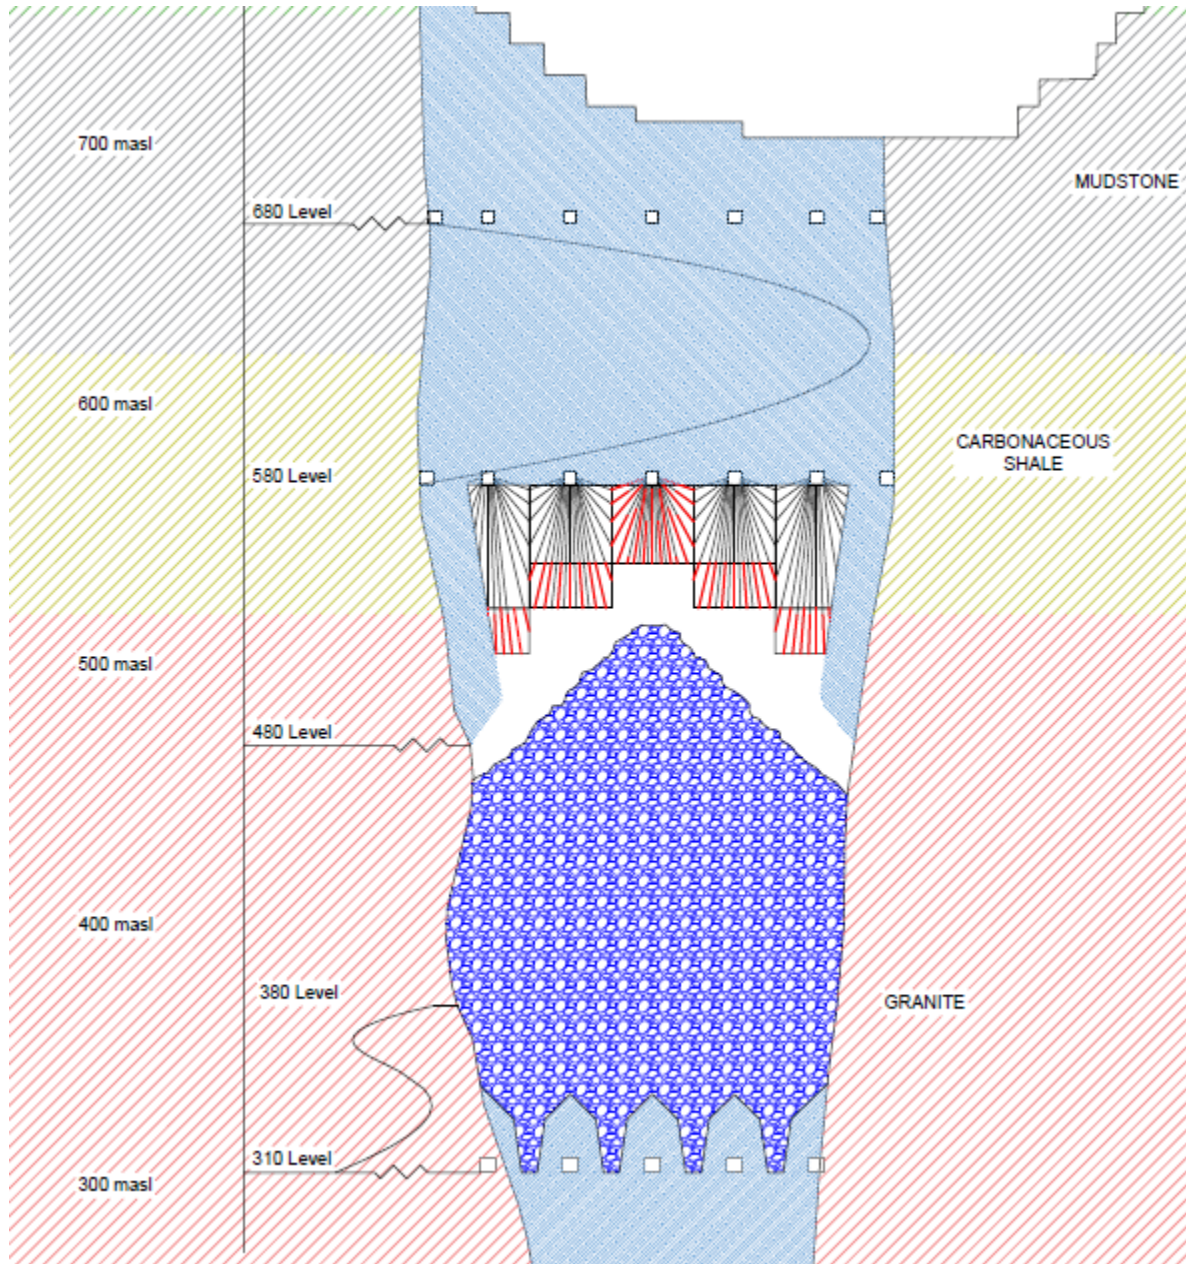 700 masl
MUDSTONE
680 Level
600 masl
CARBONACEOUS
SHALE
580 Level
500 masl
480 Level
400 masl
380 Level
GRANITE
310 Level
300 masl